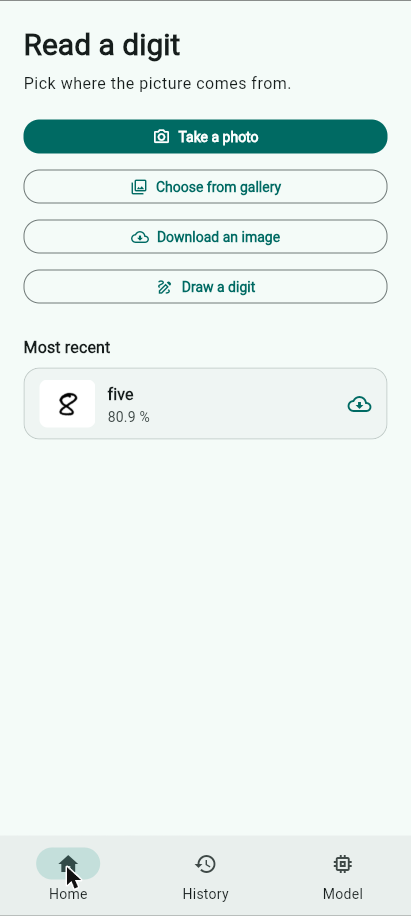 Read a digit
Pick where the picture comes from.
Take a photo
Choose from gallery
Download an image
Draw a digit
Most recent
8
five
80.9 %
Home
History
Model